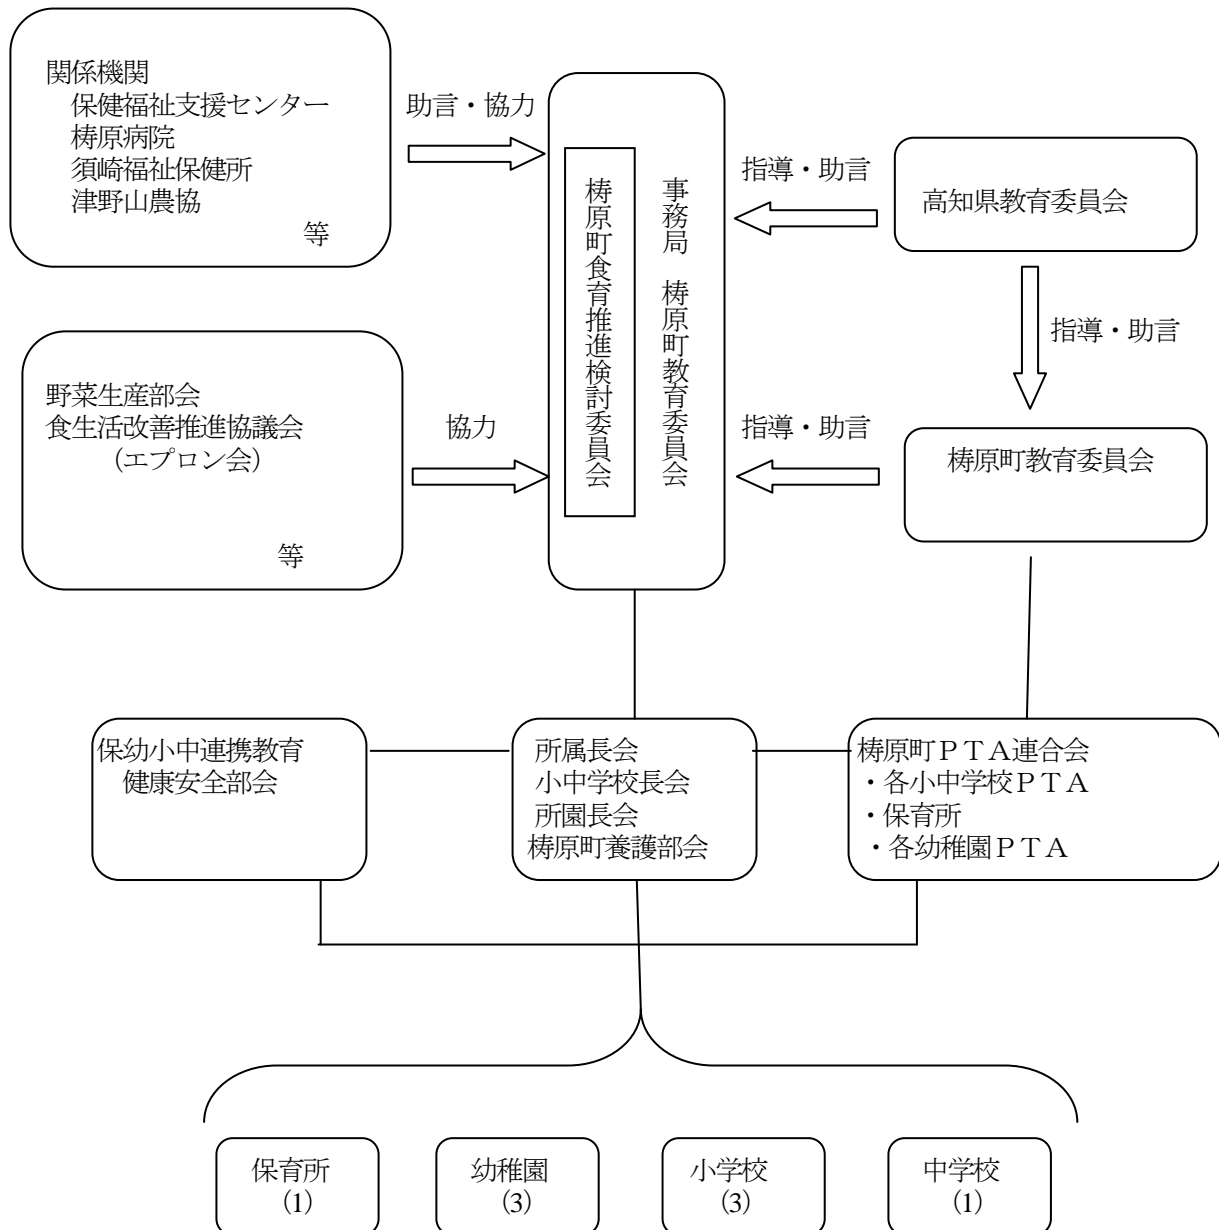 関係機関
保健福祉支援センター
梼原病院
須崎福祉保健所
津野山農協
等
助言・協力
野菜生産部会
食生活改善推進協議会
（エプロン会）
等
協力
梼原町食育推進検討委員会
事務局　梼原町教育委員会
指導・助言
高知県教育委員会
指導・助言
指導・助言
梼原町教育委員会
保幼小中連携教育
健康安全部会
所属長会
小中学校長会
所園長会
梼原町養護部会
梼原町ＰＴＡ連合会
・各小中学校ＰＴＡ
・保育所
・各幼稚園ＰＴＡ
保育所
(1)
幼稚園
(3)
小学校
(3)
中学校
(1)